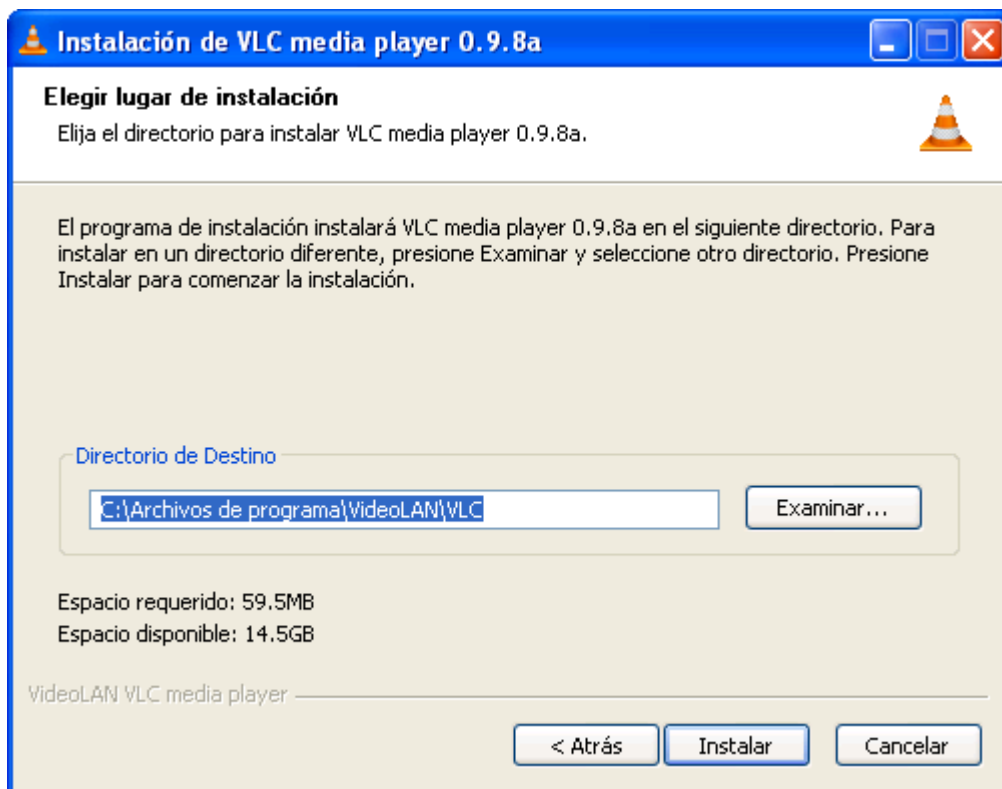 Instalación de VLC media player 0.9.8a
Elegir lugar de instalación
Elija el directorio para instalar VLC media player 0.9.8a.
El programa de instalación instalará VLC media player 0.9.8a en el siguiente directorio. Para
instalar en un directorio diferente, presione Examinar y seleccione otro directorio. Presione
Instalar para comenzar la instalación.
Directorio de Destino
C:\Archivos de programa\VideoLAN\VLC
Examinar...
Espacio requerido: 59.5MB
Espacio disponible: 14.5GB
VideoLAN VLC media player
< Atrás
Instalar
Cancelar